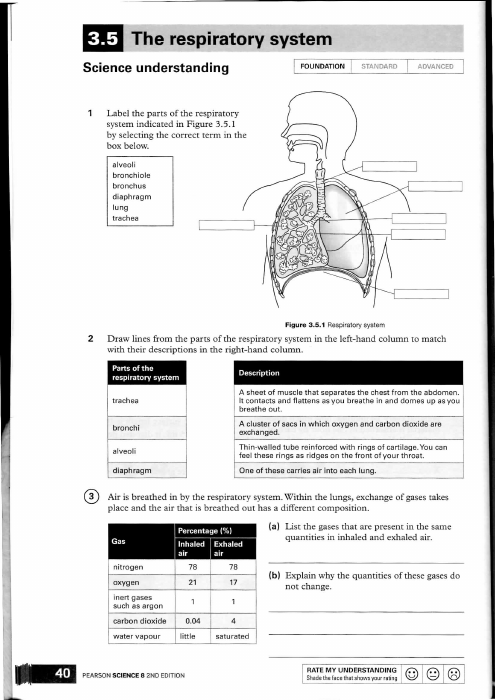 3.5 The respiratory system
Science understanding
FOUNDATION STANDARD ADVANCED
1 Label the parts of the respiratory
system indicated in Figure 3.5.1
by selecting the correct term in the
box below.
alveoli
bronchiole
bronchus
diaphragm
lung
trachea
Figure 3.5.1 Respiratory system
2 Draw lines from the parts of the respiratory system in the left-hand column to match
with their descriptions in the right-hand column.
Parts of the
respiratory system
Description
trachea
A sheet of muscle that separates the chest from the abdomen.
It contacts and flattens as you breathe in and domes up as you
breathe out.
bronchi
A cluster of sacs in which oxygen and carbon dioxide are
exchanged.
alveoli
Thin-walled tube reinforced with rings of cartilage. You can
feel these rings as ridges on the front of your throat.
diaphragm
One of these carries air into each lung.
3 Air is breathed in by the respiratory system. Within the lungs, exchange of gases takes
place and the air that is breathed out has a different composition.
Gas
Percentage (%)
Inhaled
air
Exhaled
air
nitrogen 78 78
oxygen 21 17
inert gases
such as argon
1 1
carbon dioxide 0.04 4
water vapour little saturated
(a) List the gases that are present in the same
quantities in inhaled and exhaled air.
(b) Explain why the quantities of these gases do
not change.
40 PEARSON SCIENCE 8 2ND EDITION
RATE MY UNDERSTANDING
Shade the face that shows your rating